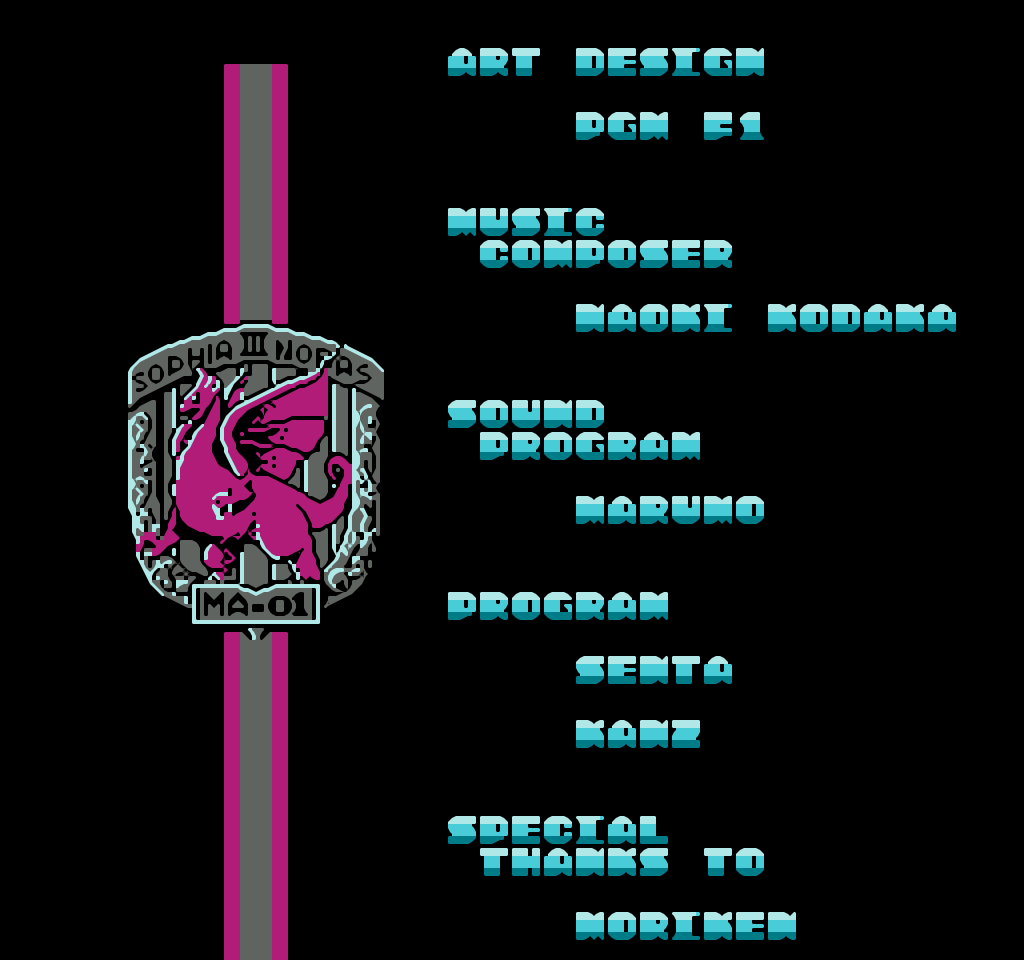 ART DESIGN
PGM F1
MUSIC
COMPOSER
NAOKI KODAKA
SOUND
PROGRAM
MARUMO
PROGRAM
SENTA
KANZ
SPECIAL
THANKS TO
MORIKEN
SOPHIA III NORAS
MA-01